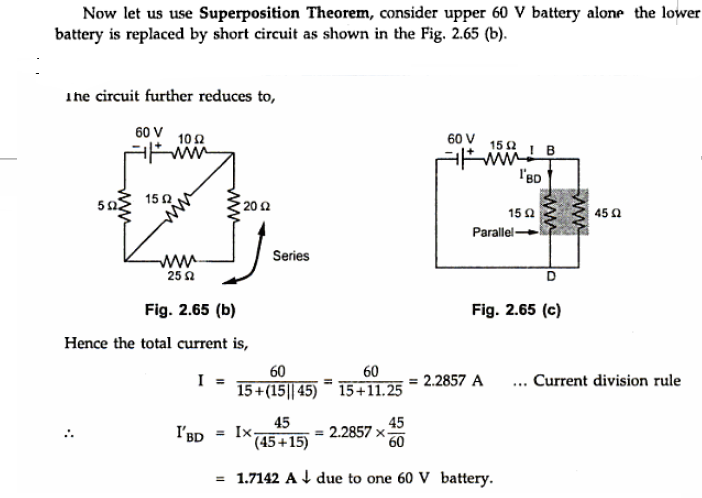 Now let us use Superposition Theorem, consider upper 60 V battery alone the lower
battery is replaced by short circuit as shown in the Fig. 2.65 (b).
The circuit further reduces to,
60 V
10 Ω
15 Ω
5 Ω
20 Ω
25 Ω
Series
Fig. 2.65 (b)
60 V
15 Ω
I
B
I'BD
15 Ω
45 Ω
Parallel
D
Fig. 2.65 (c)
Hence the total current is,
I = 60/15+(15||45) = 60/15+11.25 = 2.2857 A ... Current division rule
∴ I'BD = I× 45/(45+15) = 2.2857 × 45/60
= 1.7142 A ↓ due to one 60 V battery.